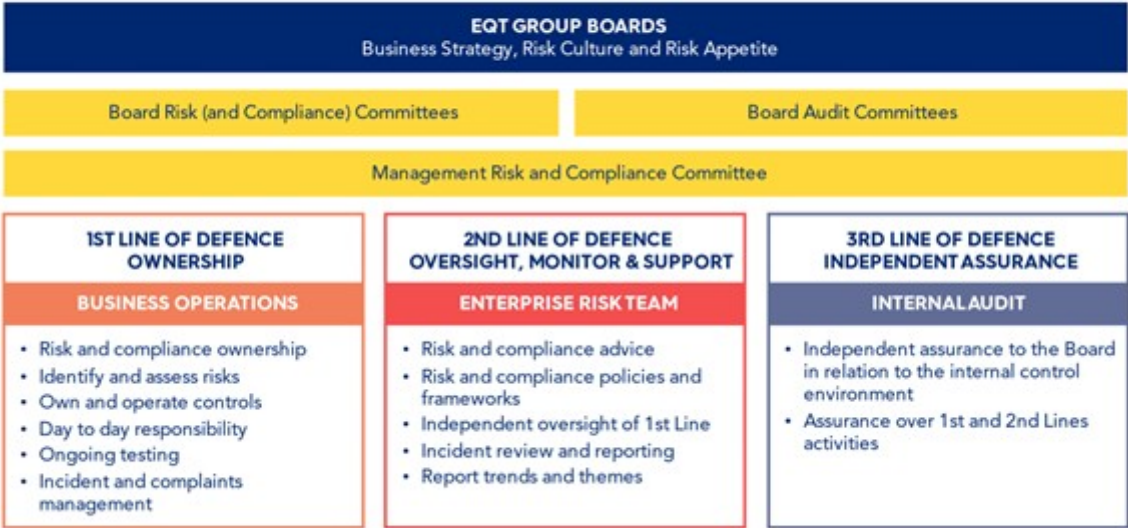 EQT GROUP BOARDS
Business Strategy, Risk Culture and Risk Appetite
Board Risk (and Compliance) Committees
Board Audit Committees
Management Risk and Compliance Committee
1ST LINE OF DEFENCE
OWNERSHIP
BUSINESS OPERATIONS
• Risk and compliance ownership
• Identify and assess risks
• Own and operate controls
• Day to day responsibility
• Ongoing testing
• Incident and complaints
management
2ND LINE OF DEFENCE
OVERSIGHT, MONITOR & SUPPORT
ENTERPRISE RISK TEAM
• Risk and compliance advice
• Risk and compliance policies and
frameworks
• Independent oversight of 1st Line
• Incident review and reporting
• Report trends and themes
3RD LINE OF DEFENCE
INDEPENDENT ASSURANCE
INTERNAL AUDIT
• Independent assurance to the Board
in relation to the internal control
environment
• Assurance over 1st and 2nd Lines
activities